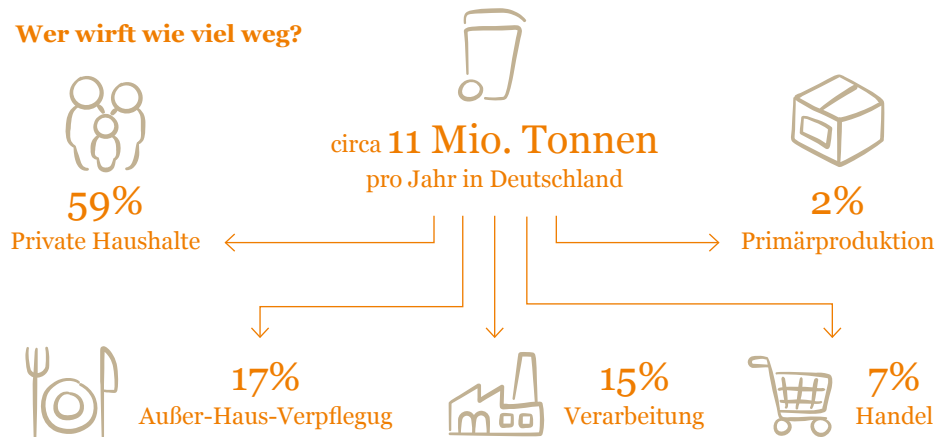 Wer wirft wie viel weg?
circa 11 Mio. Tonnen
pro Jahr in Deutschland
59%
Private Haushalte
2%
Primärproduktion
17%
Außer-Haus-Verpflegug
15%
Verarbeitung
7%
Handel